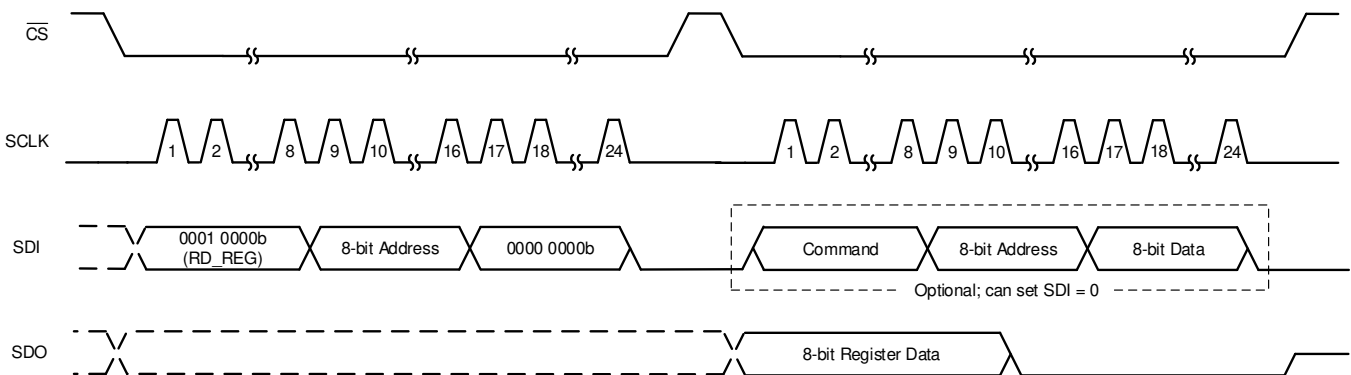 CS
SCLK
1 2 8 9 10 16 17 18 24 1 2 8 9 10 16 17 18 24
SDI
0001 0000b
(RD_REG)
8-bit Address
0000 0000b
Command
8-bit Address
8-bit Data
Optional; can set SDI = 0
SDO
8-bit Register Data